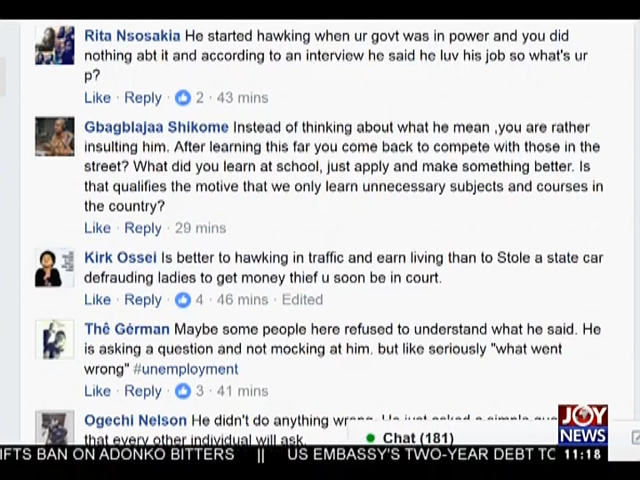 Rita Nsosakia He started hawking when ur govt was in power and you did
nothing abt it and according to an interview he said he luv his job so what's ur
p?
Like · Reply · 2 · 43 mins
Gbagblajaa Shikome Instead of thinking about what he mean ,you are rather
insulting him. After learning this far you come back to compete with those in the
street? What did you learn at school, just apply and make something better. Is
that qualifies the motive that we only learn unnecessary subjects and courses in
the country?
Like · Reply · 29 mins
Kirk Ossei Is better to hawking in traffic and earn living than to Stole a state car
defrauding ladies to get money thief u soon be in court.
Like · Reply · 4 · 46 mins · Edited
Thê Gérman Maybe some people here refused to understand what he said. He
is asking a question and not mocking at him. but like seriously "what went
wrong" #unemployment
Like · Reply · 3 · 41 mins
Ogechi Nelson He didn't do anything wrong. He just asked a simple
that every other individual will ask.
Chat (181)
JOY
NEWS
IFTS BAN ON ADONKO BITTERS || US EMBASSY'S TWO-YEAR DEBT TO
11:18